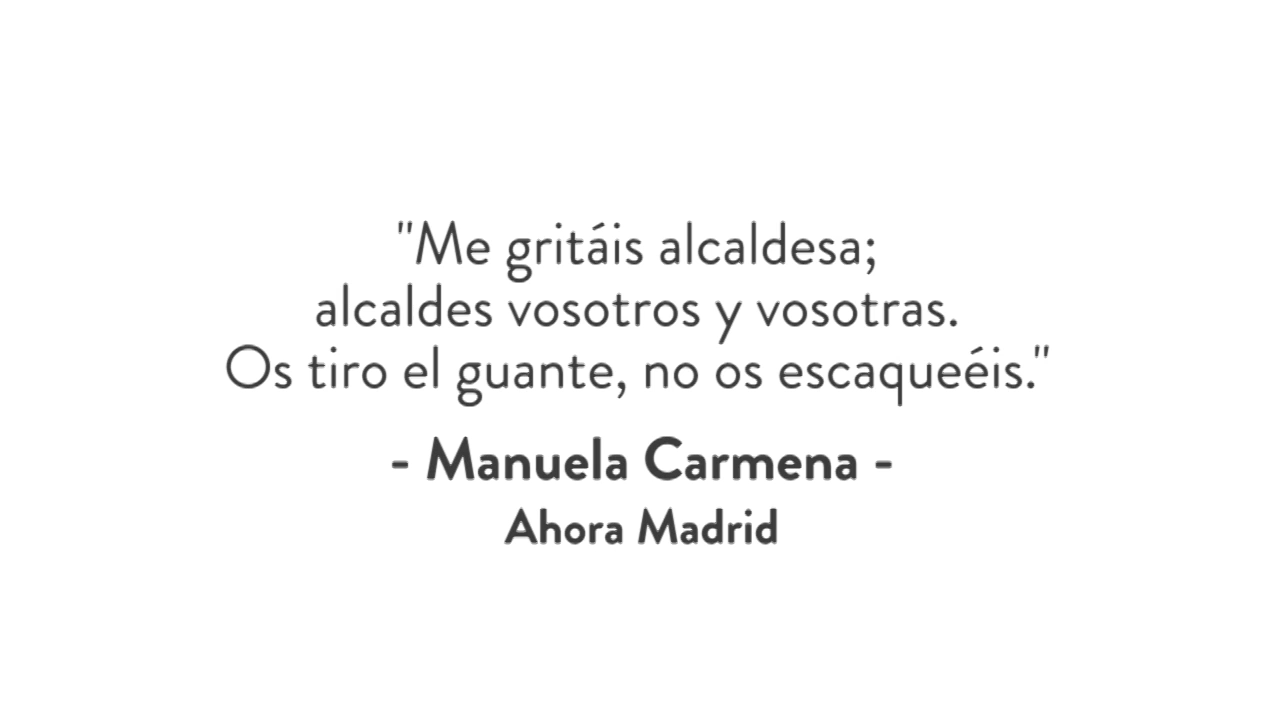 "Me gritáis alcaldesa;
alcaldes vosotros y vosotras.
Os tiro el guante, no os escaqueéis."
- Manuela Carmena -
Ahora Madrid